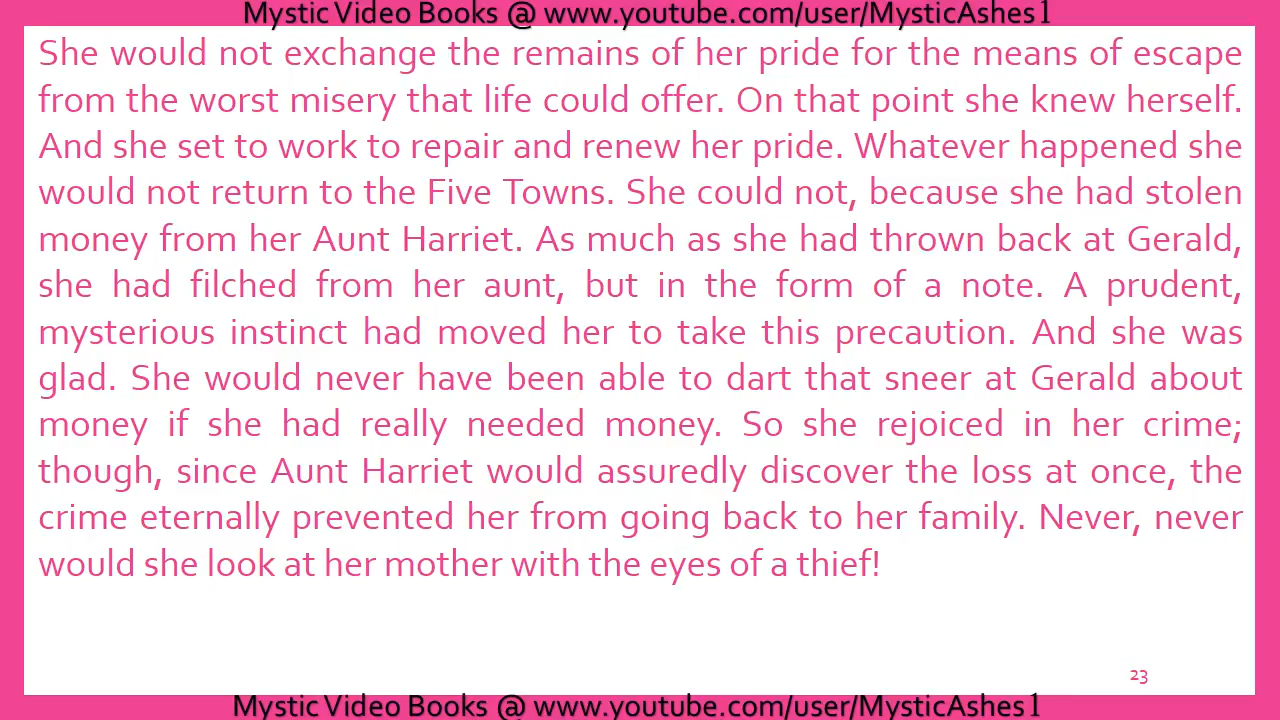 Mystic Video Books @ www.youtube.com/user/MysticAshes1
She would not exchange the remains of her pride for the means of escape
from the worst misery that life could offer. On that point she knew herself.
And she set to work to repair and renew her pride. Whatever happened she
would not return to the Five Towns. She could not, because she had stolen
money from her Aunt Harriet. As much as she had thrown back at Gerald,
she had filched from her aunt, but in the form of a note. A prudent,
mysterious instinct had moved her to take this precaution. And she was
glad. She would never have been able to dart that sneer at Gerald about
money if she had really needed money. So she rejoiced in her crime;
though, since Aunt Harriet would assuredly discover the loss at once, the
crime eternally prevented her from going back to her family. Never, never
would she look at her mother with the eyes of a thief!
23
Mystic Video Books @ www.youtube.com/user/MysticAshes1